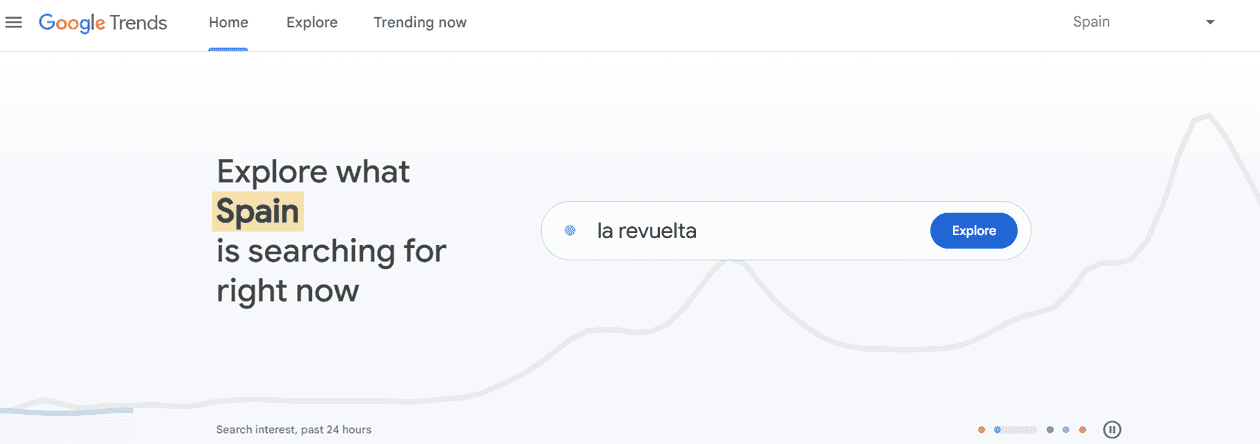 Google Trends Home Explore Trending now Spain
Explore what
Spain
is searching for
right now
la revuelta Explore
Search interest, past 24 hours